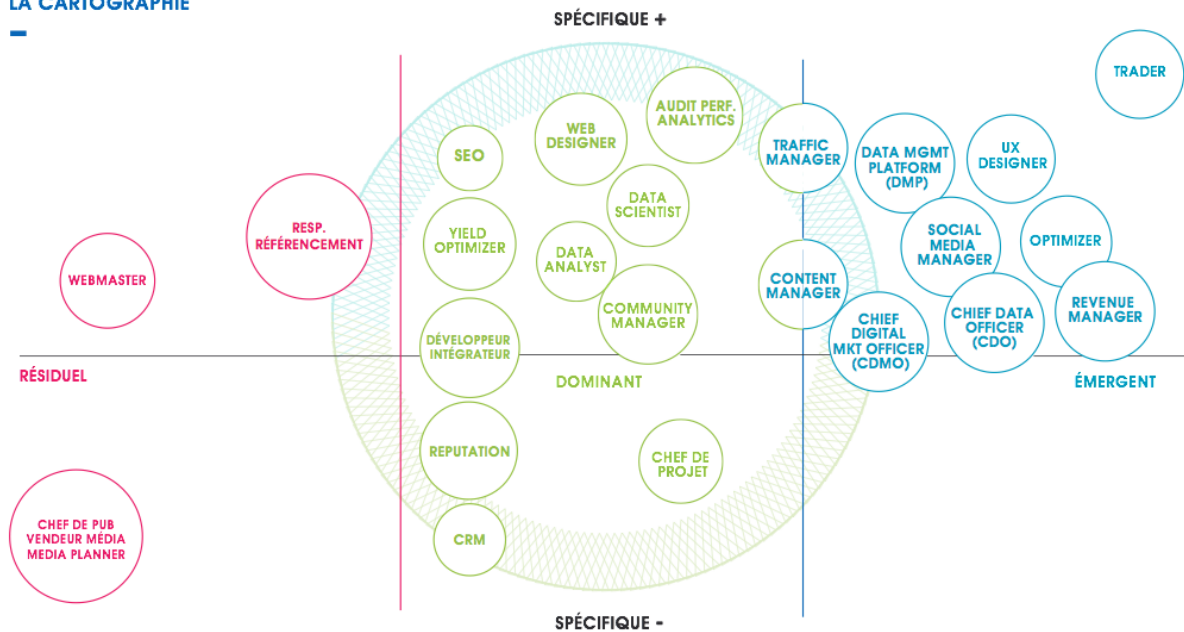 LA CARTOGRAPHIE
SPÉCIFIQUE +
TRADER
AUDIT PERF.
ANALYTICS
WEB
DESIGNER
SEO
TRAFFIC
MANAGER
DATA MGMT
PLATFORM
(DMP)
UX
DESIGNER
DATA
SCIENTIST
RESP.
RÉFÉRENCEMENT
YIELD
OPTIMIZER
SOCIAL
MEDIA
MANAGER
OPTIMIZER
DATA
ANALYST
WEBMASTER
CONTENT
MANAGER
COMMUNITY
MANAGER
REVENUE
MANAGER
CHIEF
DIGITAL
MKT OFFICER
(CDMO)
CHIEF DATA
OFFICER
(CDO)
DÉVELOPPEUR
INTÉGRATEUR
RÉSIDUEL
DOMINANT
ÉMERGENT
REPUTATION
CHEF DE
PROJET
CHEF DE PUB
VENDEUR MÉDIA
MEDIA PLANNER
CRM
SPÉCIFIQUE -